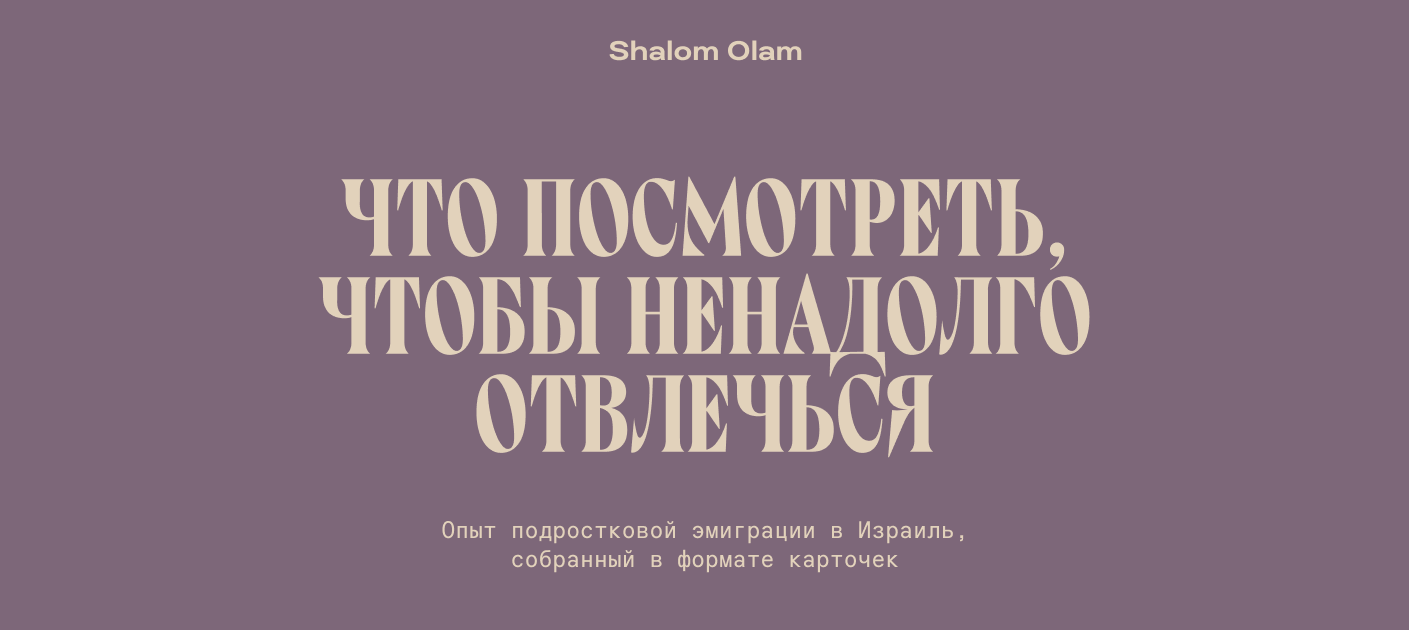 Shalom Olam
ЧТО ПОСМОТРЕТЬ,
ЧТОБЫ НЕНАДОЛГО
ОТВЛЕЧЬСЯ
Опыт подростковой эмиграции в Израиль,
собранный в формате карточек